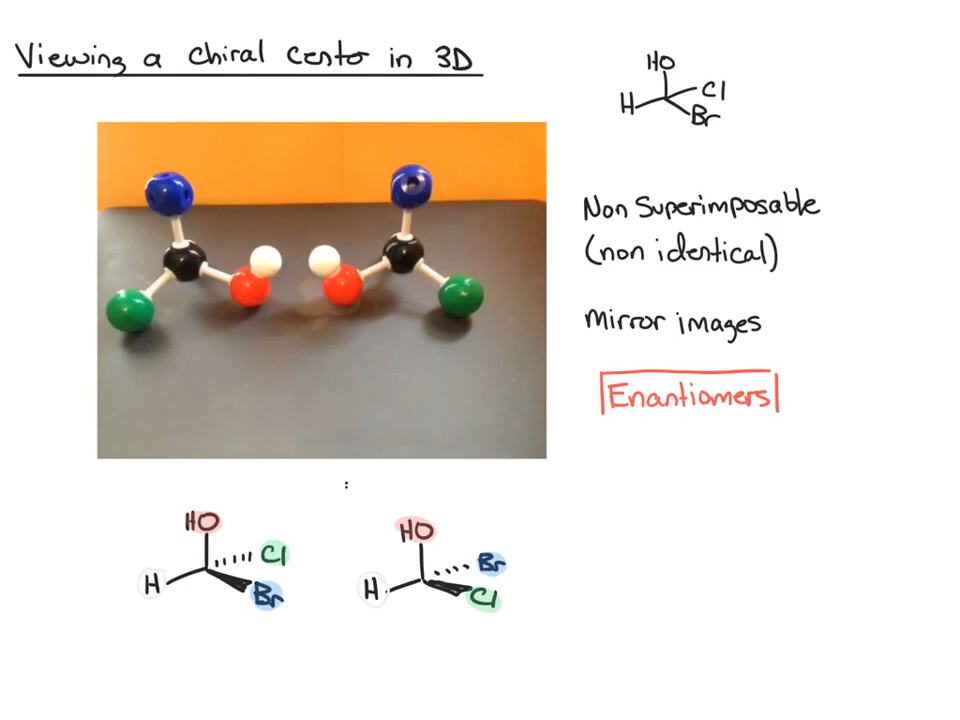 Viewing a Chiral Center in 3D
HO
H Cl
Br
Non Superimposable
(non identical)
Mirror images
Enantiomers
HO
Cl
H
Br
HO
Br
H
Cl